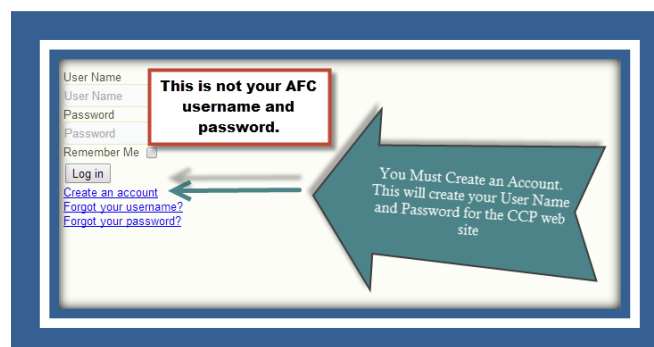 User Name
User Name
Password
Password
Remember Me
Log in
Create an account
Forgot your username?
Forgot your password?
This is not your AFC
username and
password.
You Must Create an Account.
This will create your User Name
and Password for the CCP web
site